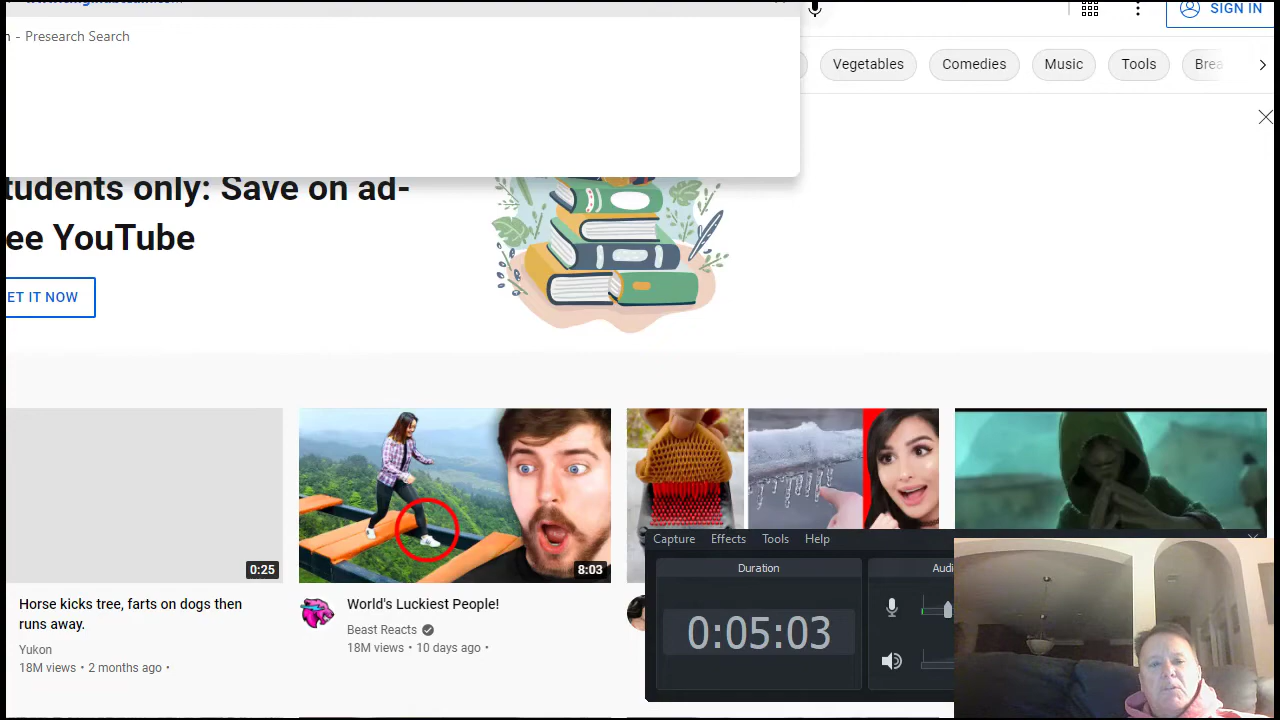 n - Presearch Search
SIGN IN
Vegetables
Comedies
Music
Tools
Brea
tudents only: Save on ad-
ee YouTube
ET IT NOW
0:25
8:03
Horse kicks tree, farts on dogs then
runs away.
Yukon
18M views • 2 months ago •
World's Luckiest People!
Beast Reacts
18M views • 10 days ago •
Capture Effects Tools Help
Duration
Audi
0:05:03